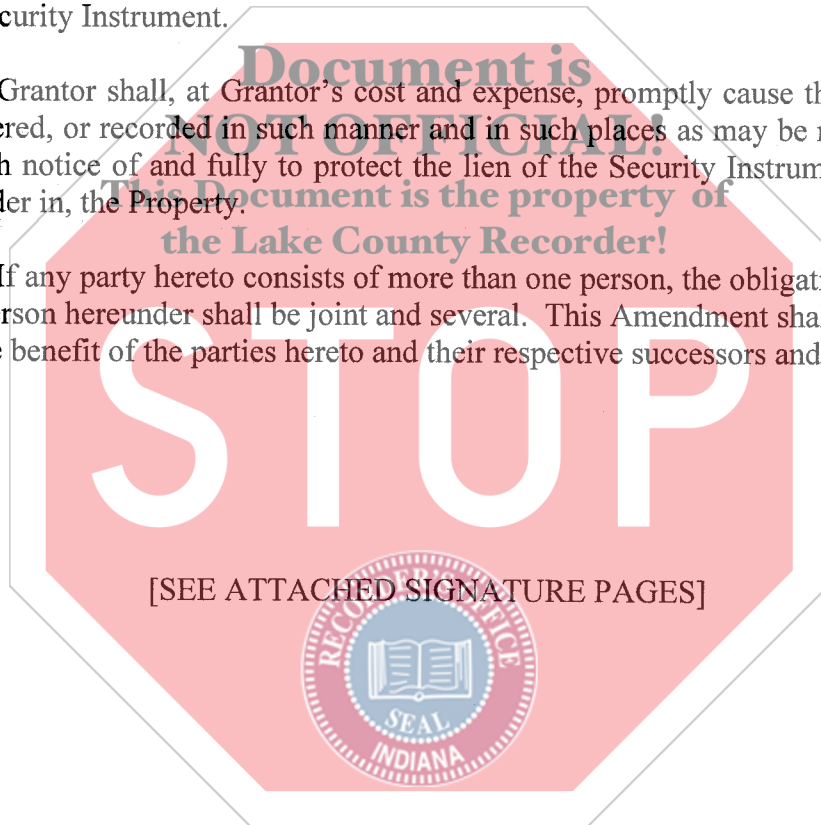 curity Instrument.
Document is
Grantor shall, at Grantor's cost and expense, promptly cause th
ered, or recorded in such manner and in such places as may be
NOT OFFICIAL!
h notice of and fully to protect the lien of the Security Instrum
This Document is the property of
der in, the Property.
the Lake County Recorder!
If any party hereto consists of more than one person, the obligati
rson hereunder shall be joint and several. This Amendment sha
benefit of the parties hereto and their respective successors and
STOP
[SEE ATTACHED SIGNATURE PAGES]
RECORDER'S OFFICE
SEAL
INDIANA